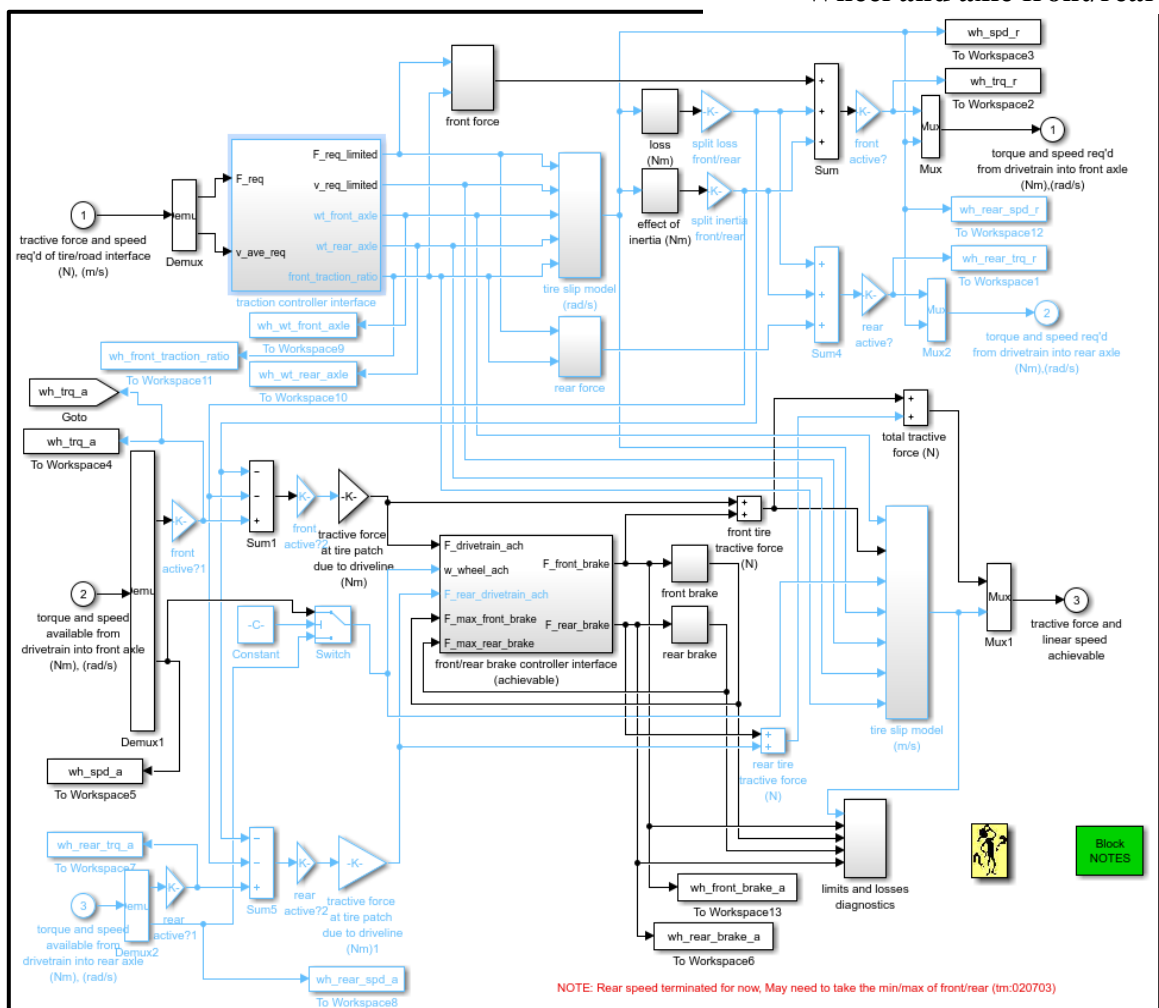 wh_spd_r
To Workspace3
wh_trq_r
To Workspace2
front force
+
+
+
Sum
-K-
loss
(Nm)
split loss
front/rear
K-
front
active?
Mux
Mux
1
torque and speed req'd
from drivetrain into front axle
(Nm),(rad/s)
F_req
v_ave_req
F_req_limited
v_req_limited
wt_front_axle
wt_rear_axle
front_traction_ratio
traction controller interface
1
tractive force and speed
req'd of tire/road interface
(N), (m/s)
Demux
emux
K-
effect of
inertia (Nm)
split inertia
front/rear
tire slip model
(rad/s)
wh_rear_spd_r
To Workspace12
wh_rear_trq_r
To Workspace1
+
+
+
Sum4
K-
rear
active?
Mux
Mux2
2
torque and speed req'd
from drivetrain into rear axle
(Nm),(rad/s)
wh_wt_front_axle
To Workspace9
wh_front_traction_ratio
To Workspace11
wh_wt_rear_axle
To Workspace10
rear force
wh_trq_a
Goto
wh_trq_a
To Workspace4
+
+
total tractive
force (N)
K-
front
active?1
−
−
+
Sum1
K-
front
active?2
-K-
tractive force
at tire patch
due to driveline
(Nm)
+
+
front tire
tractive force
(N)
F_drivetrain_ach
w_wheel_ach
F_rear_drivetrain_ach
F_max_front_brake
F_max_rear_brake
F_front_brake
F_rear_brake
front/rear brake controller interface
(achievable)
front brake
rear brake
2
torque and speed
available from
drivetrain into front axle
(Nm), (rad/s)
emu
Demux1
-C-
Constant
Switch
Mux
Mux1
3
tractive force and
linear speed
achievable
tire slip model
(m/s)
+
+
rear tire
tractive force
(N)
wh_spd_a
To Workspace5
wh_rear_trq_a
To Workspace7
3
torque and speed
available from
drivetrain into rear axle
(Nm), (rad/s)
emu
Demux2
K-
rear
active?1
−
−
+
Sum5
K-
rear
active?2
-K-
tractive force
at tire patch
due to driveline
(Nm)1
limits and losses
diagnostics
Block
NOTES
wh_front_brake_a
To Workspace13
wh_rear_brake_a
To Workspace6
wh_rear_spd_a
To Workspace8
NOTE: Rear speed terminated for now, May need to take the min/max of front/rear (tm:020703)